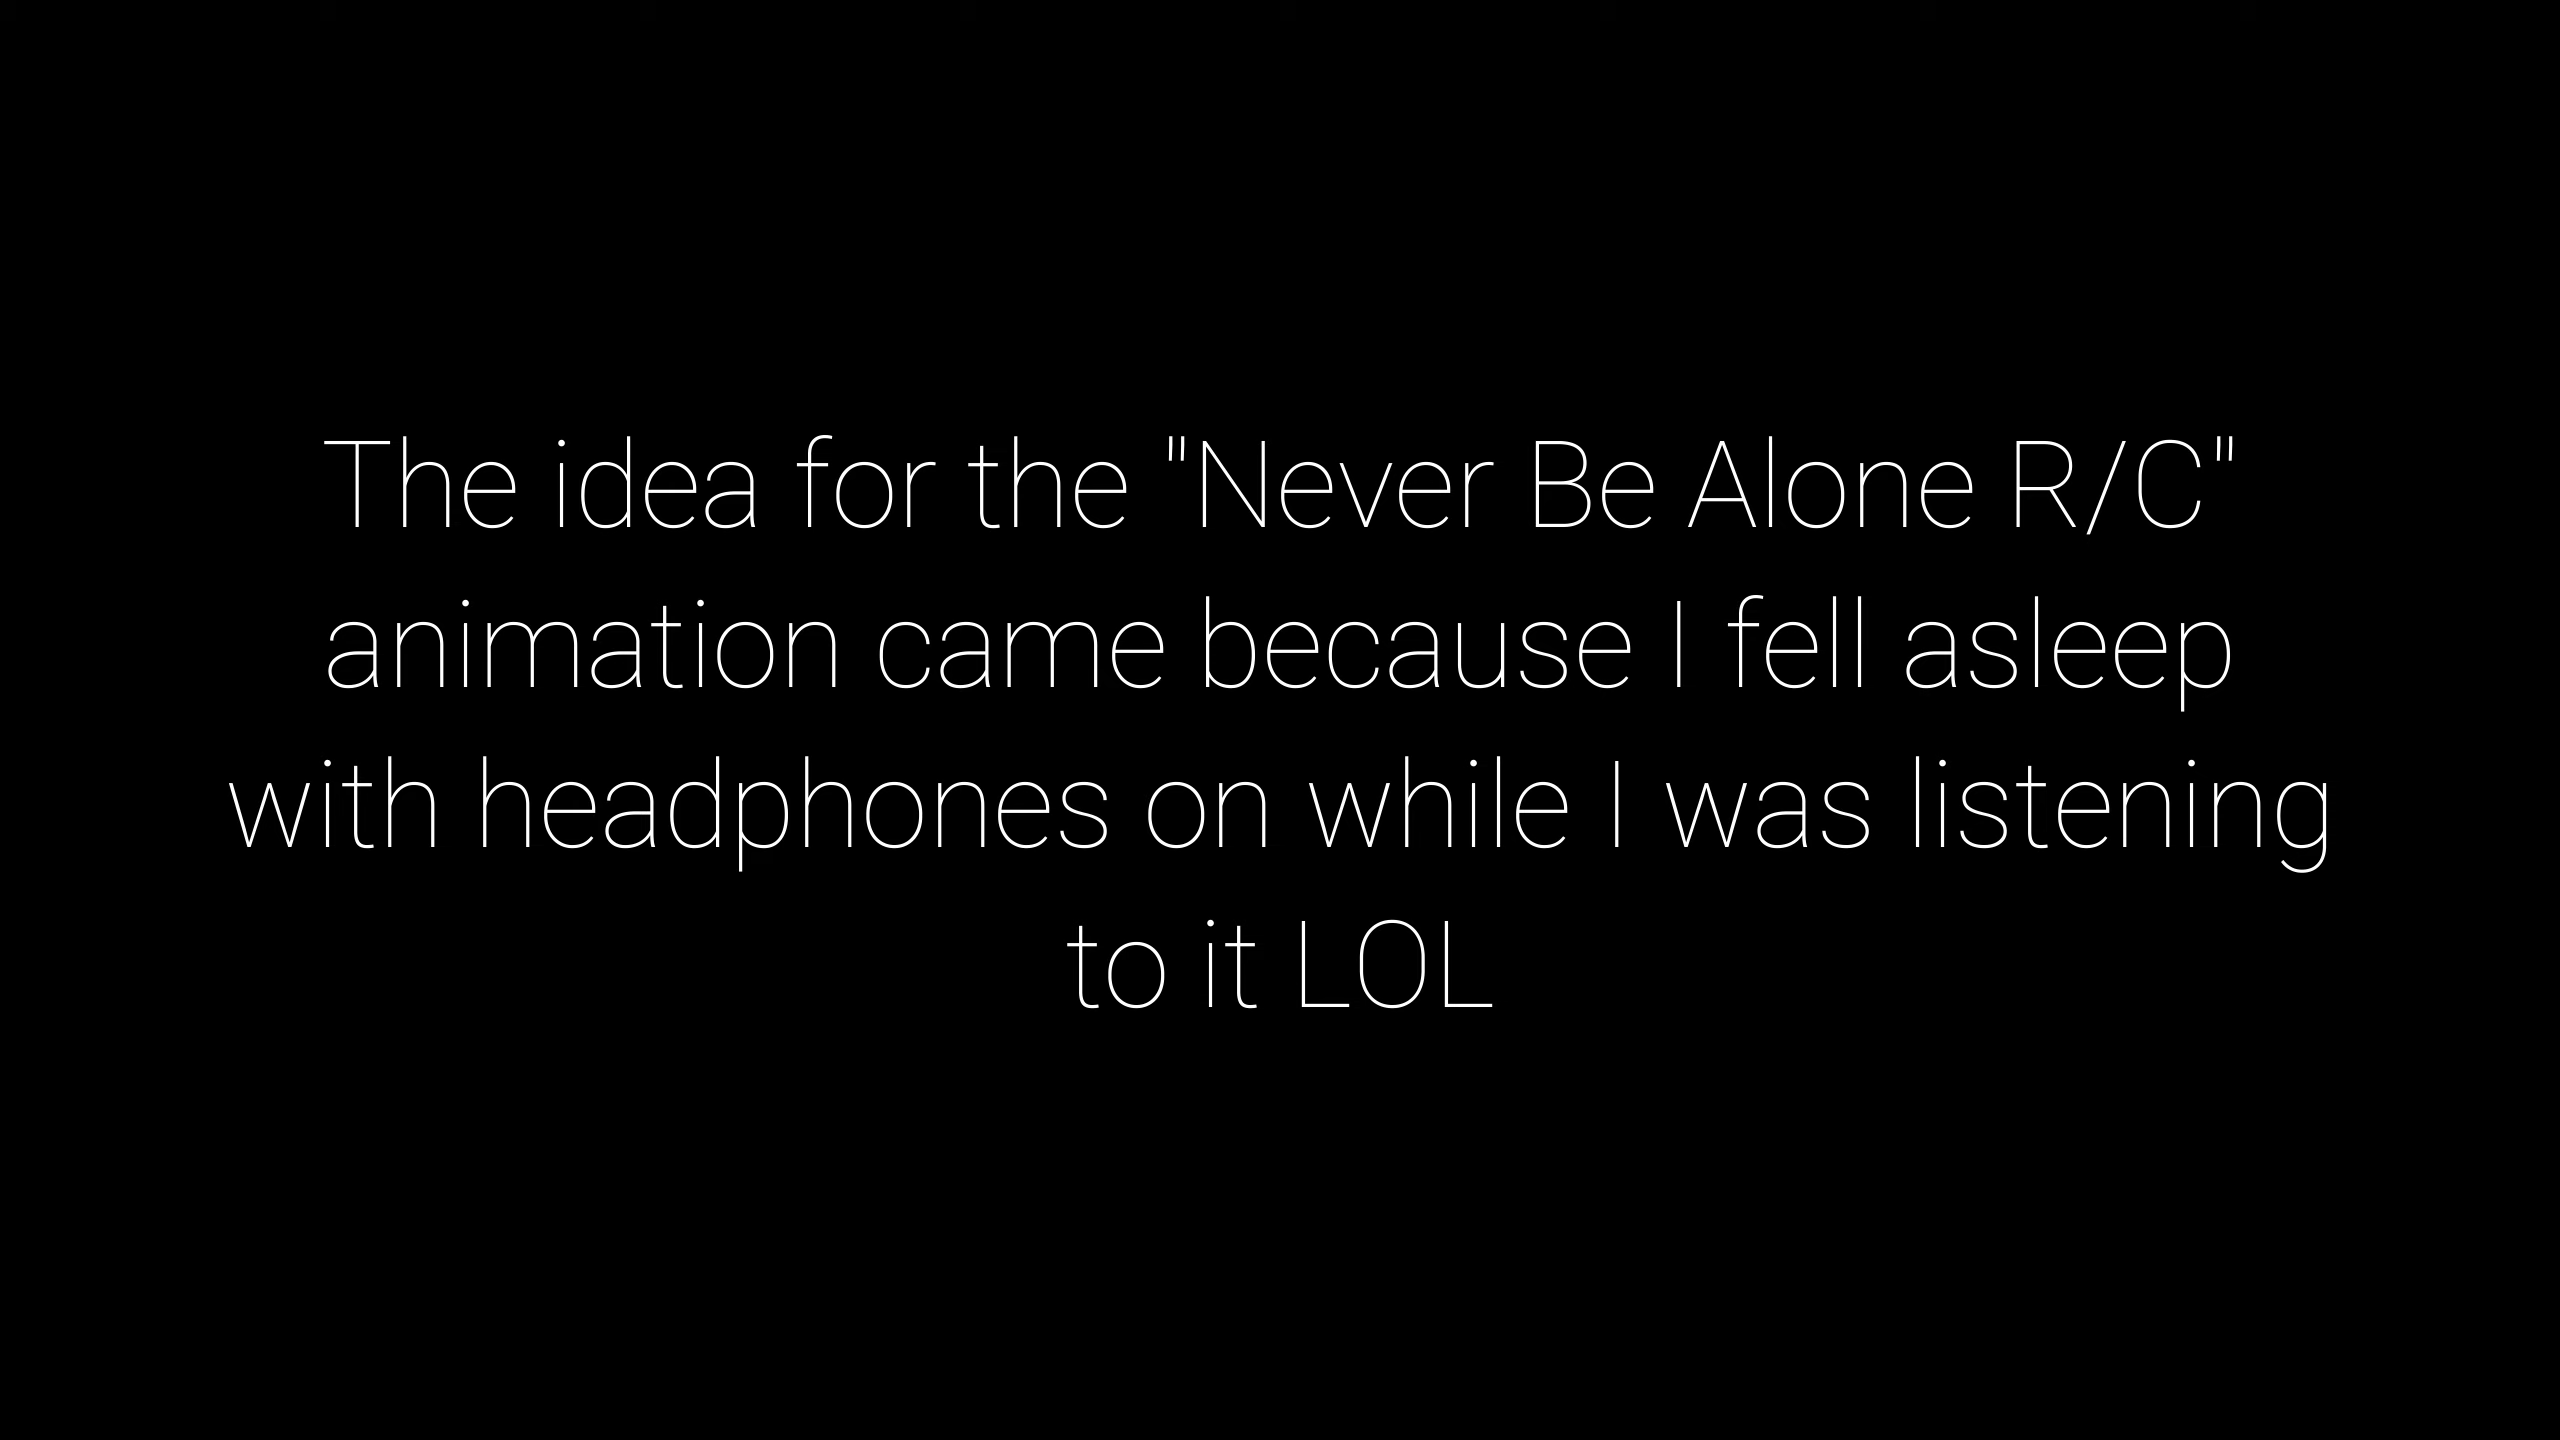 The idea for the "Never Be Alone R/C"
animation came because I fell asleep
with headphones on while I was listening
to it LOL